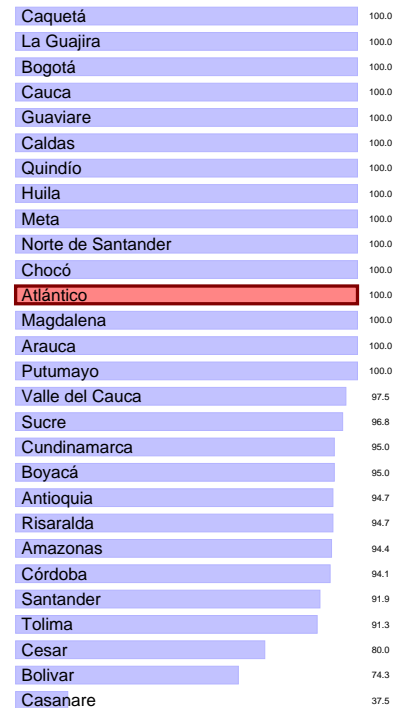 Caquetá 100.0
La Guajira 100.0
Bogotá 100.0
Cauca 100.0
Guaviare 100.0
Caldas 100.0
Quindío 100.0
Huila 100.0
Meta 100.0
Norte de Santander 100.0
Chocó 100.0
Atlántico 100.0
Magdalena 100.0
Arauca 100.0
Putumayo 100.0
Valle del Cauca 97.5
Sucre 96.8
Cundinamarca 95.0
Boyacá 95.0
Antioquia 94.7
Risaralda 94.7
Amazonas 94.4
Córdoba 94.1
Santander 91.9
Tolima 91.3
Cesar 80.0
Bolivar 74.3
Casanare 37.5